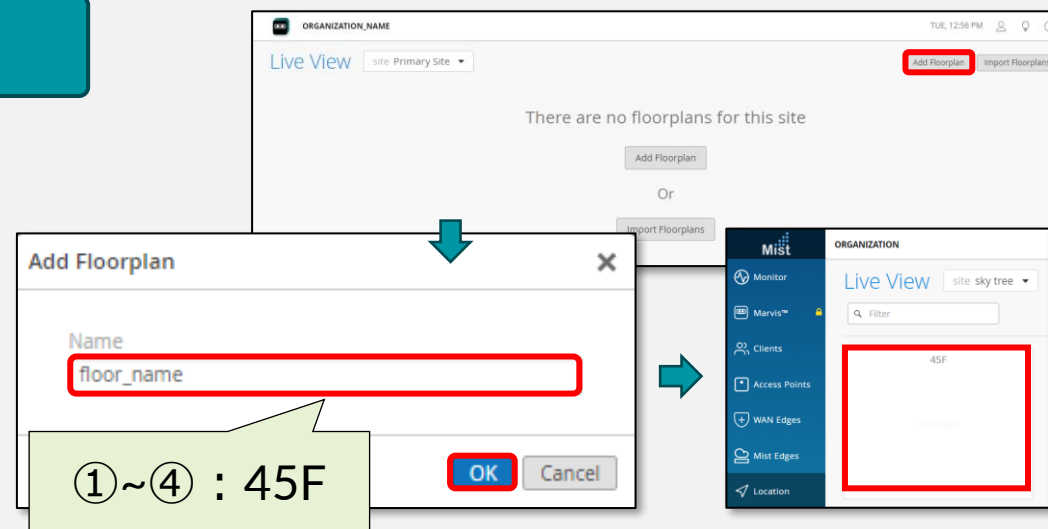 ORGANIZATION_NAME
TUE, 12:56 PM
Live View
site Primary Site
Add Floorplan
Import Floorplans
There are no floorplans for this site
Add Floorplan
Or
Import Floorplans
Add Floorplan
Name
floor_name
①~④：45F
OK
Cancel
Mist
Monitor
Marvis™
Clients
Access Points
WAN Edges
Mist Edges
Location
ORGANIZATION
Live View
site sky tree
Filter
45F